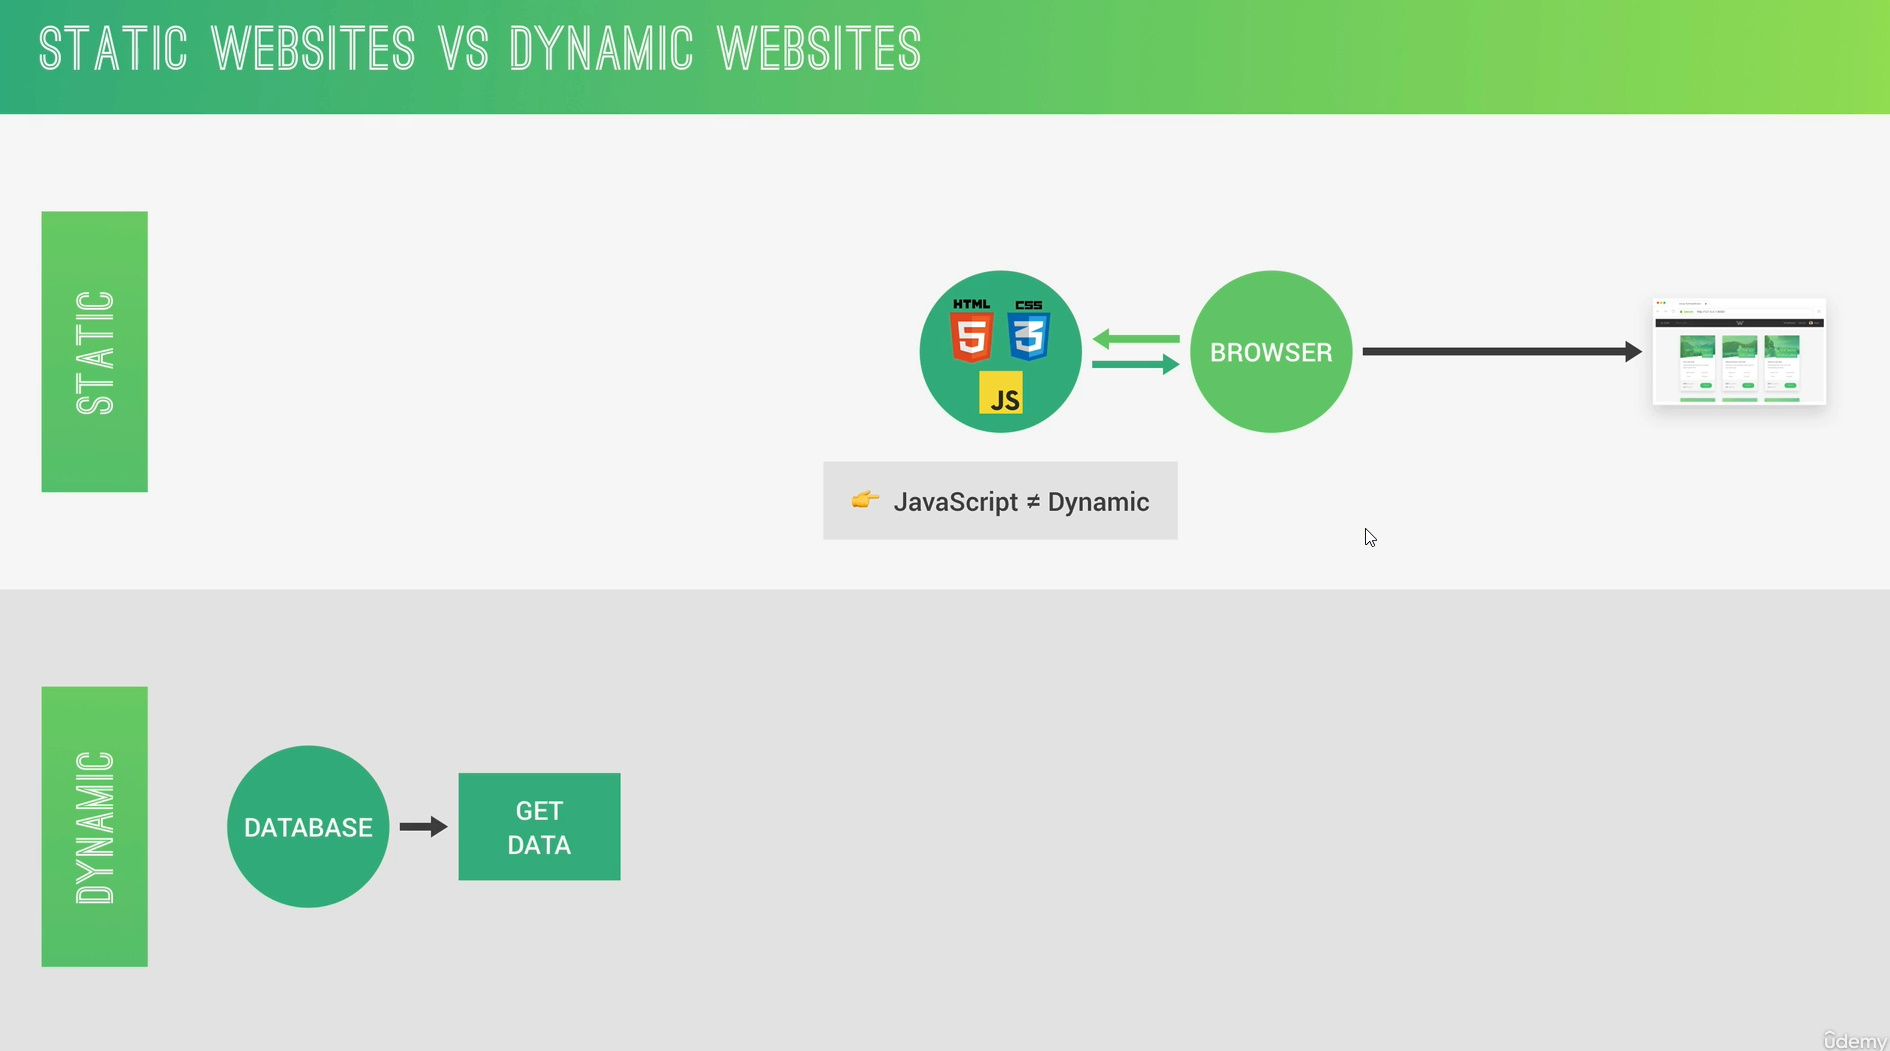 STATIC WEBSITES VS DYNAMIC WEBSITES
STATIC
HTML
5
CSS
3
JS
BROWSER
👉 JavaScript ≠ Dynamic
DYNAMIC
DATABASE
GET
DATA
ûdemy